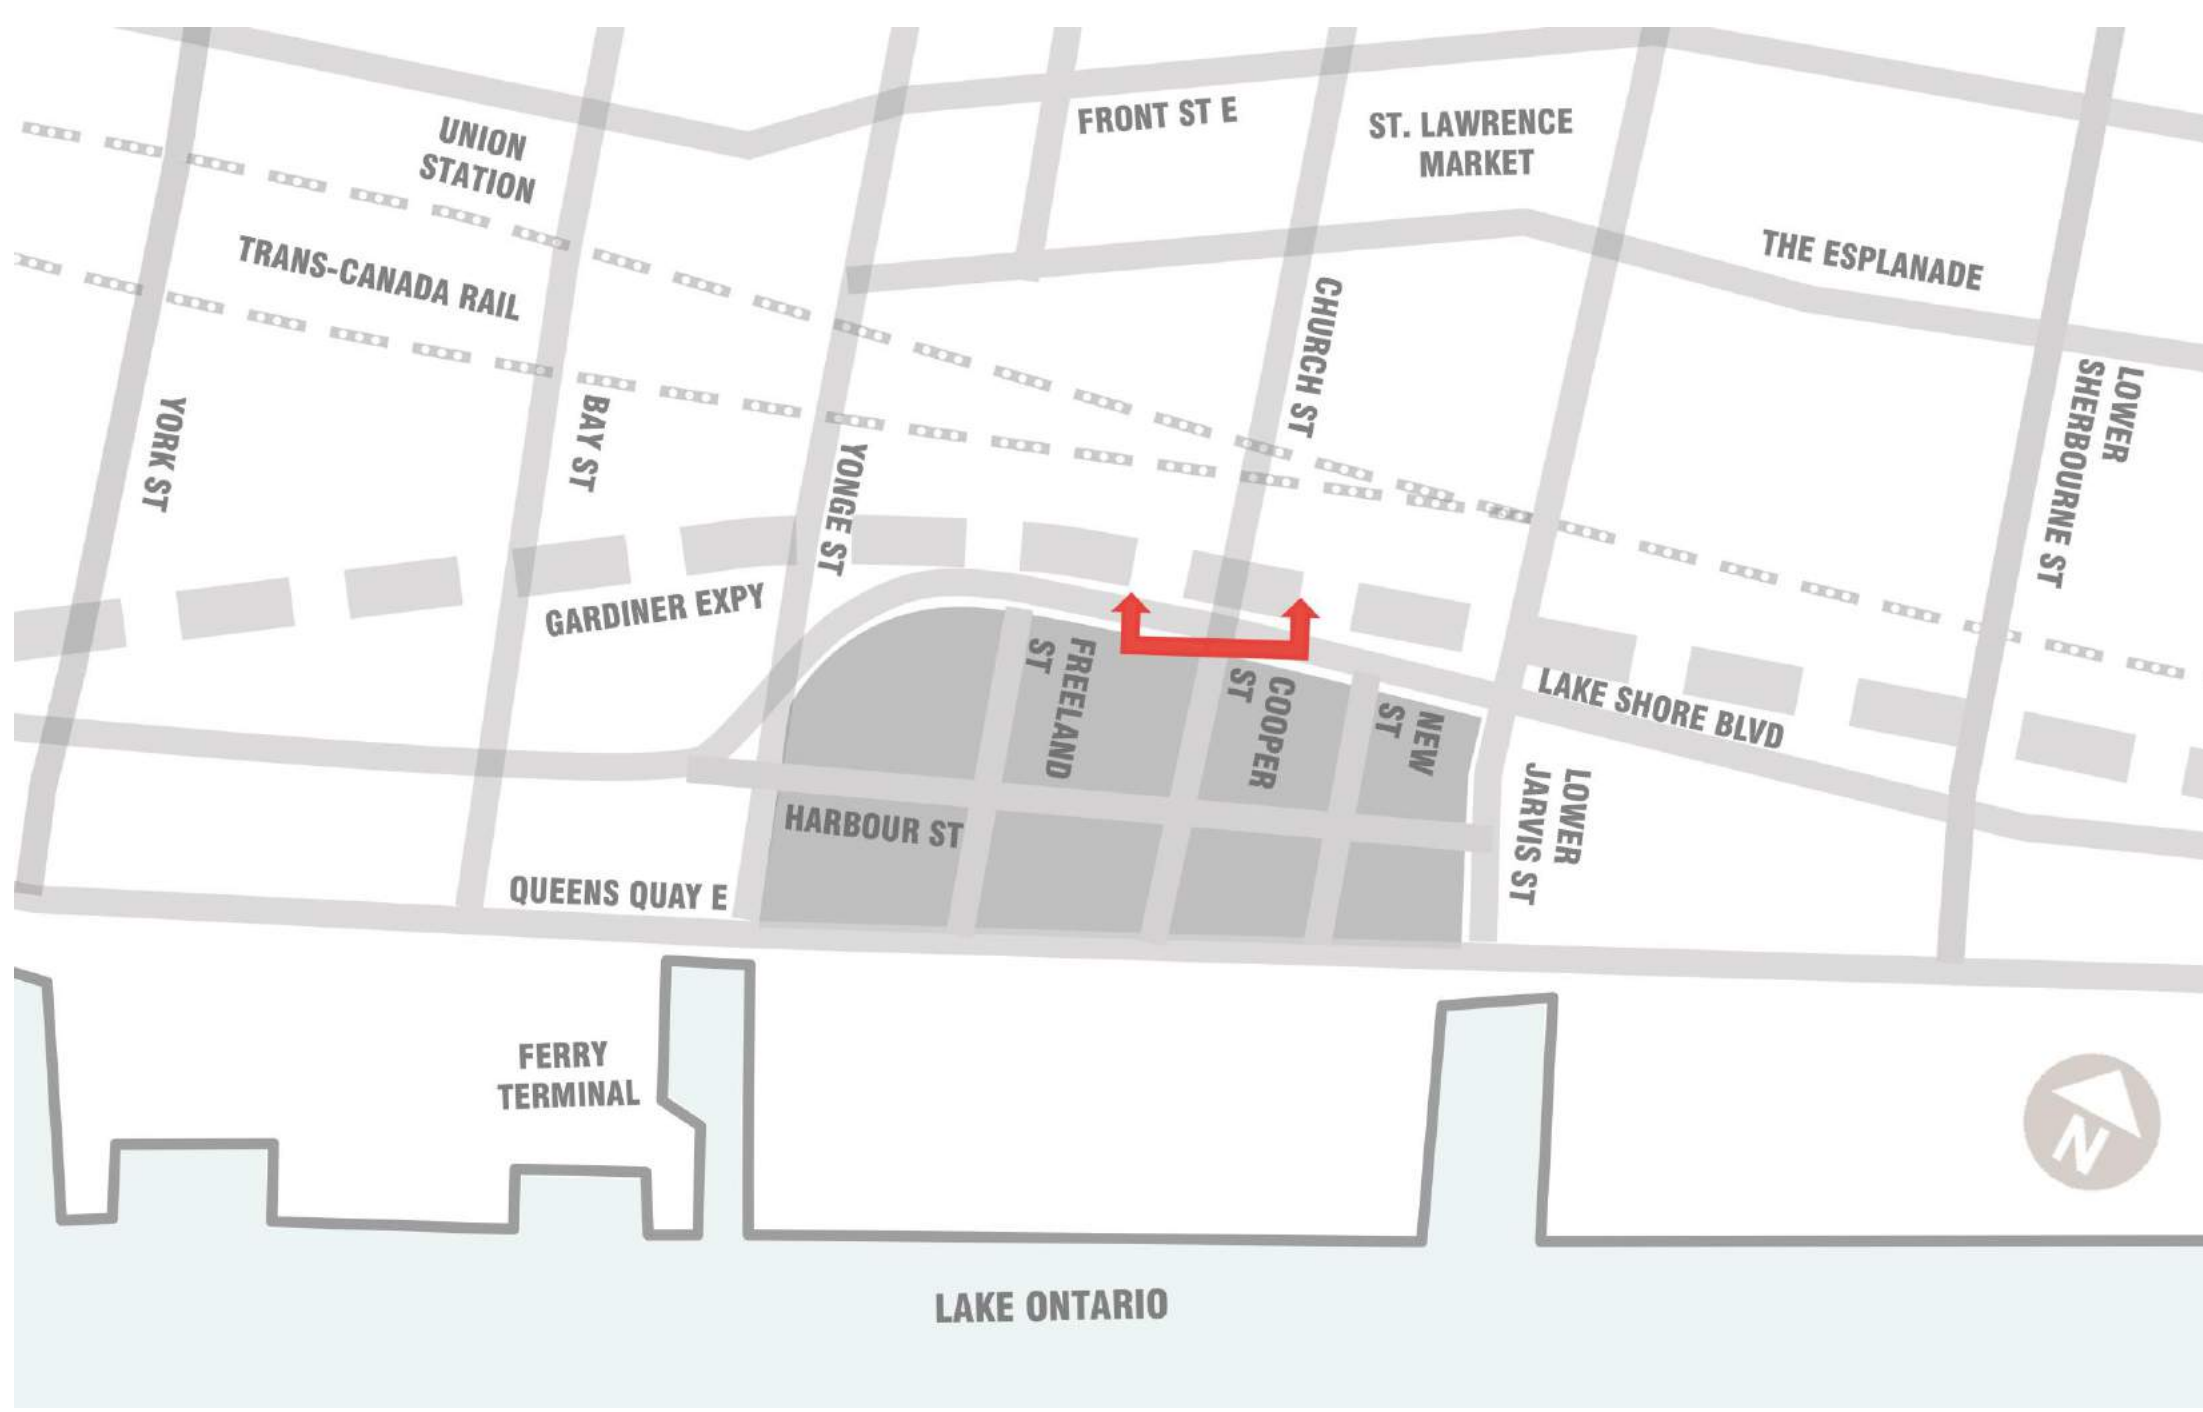 FRONT ST E
ST. LAWRENCE
MARKET
UNION
STATION
TRANS-CANADA RAIL
THE ESPLANADE
CHURCH ST
LOWER
SHERBOURNE ST
YORK ST
BAY ST
YONGE ST
GARDINER EXPY
FREELAND
ST
COOPER
ST
NEW
ST
LAKE SHORE BLVD
LOWER
JARVIS ST
HARBOUR ST
QUEENS QUAY E
FERRY
TERMINAL
N
LAKE ONTARIO